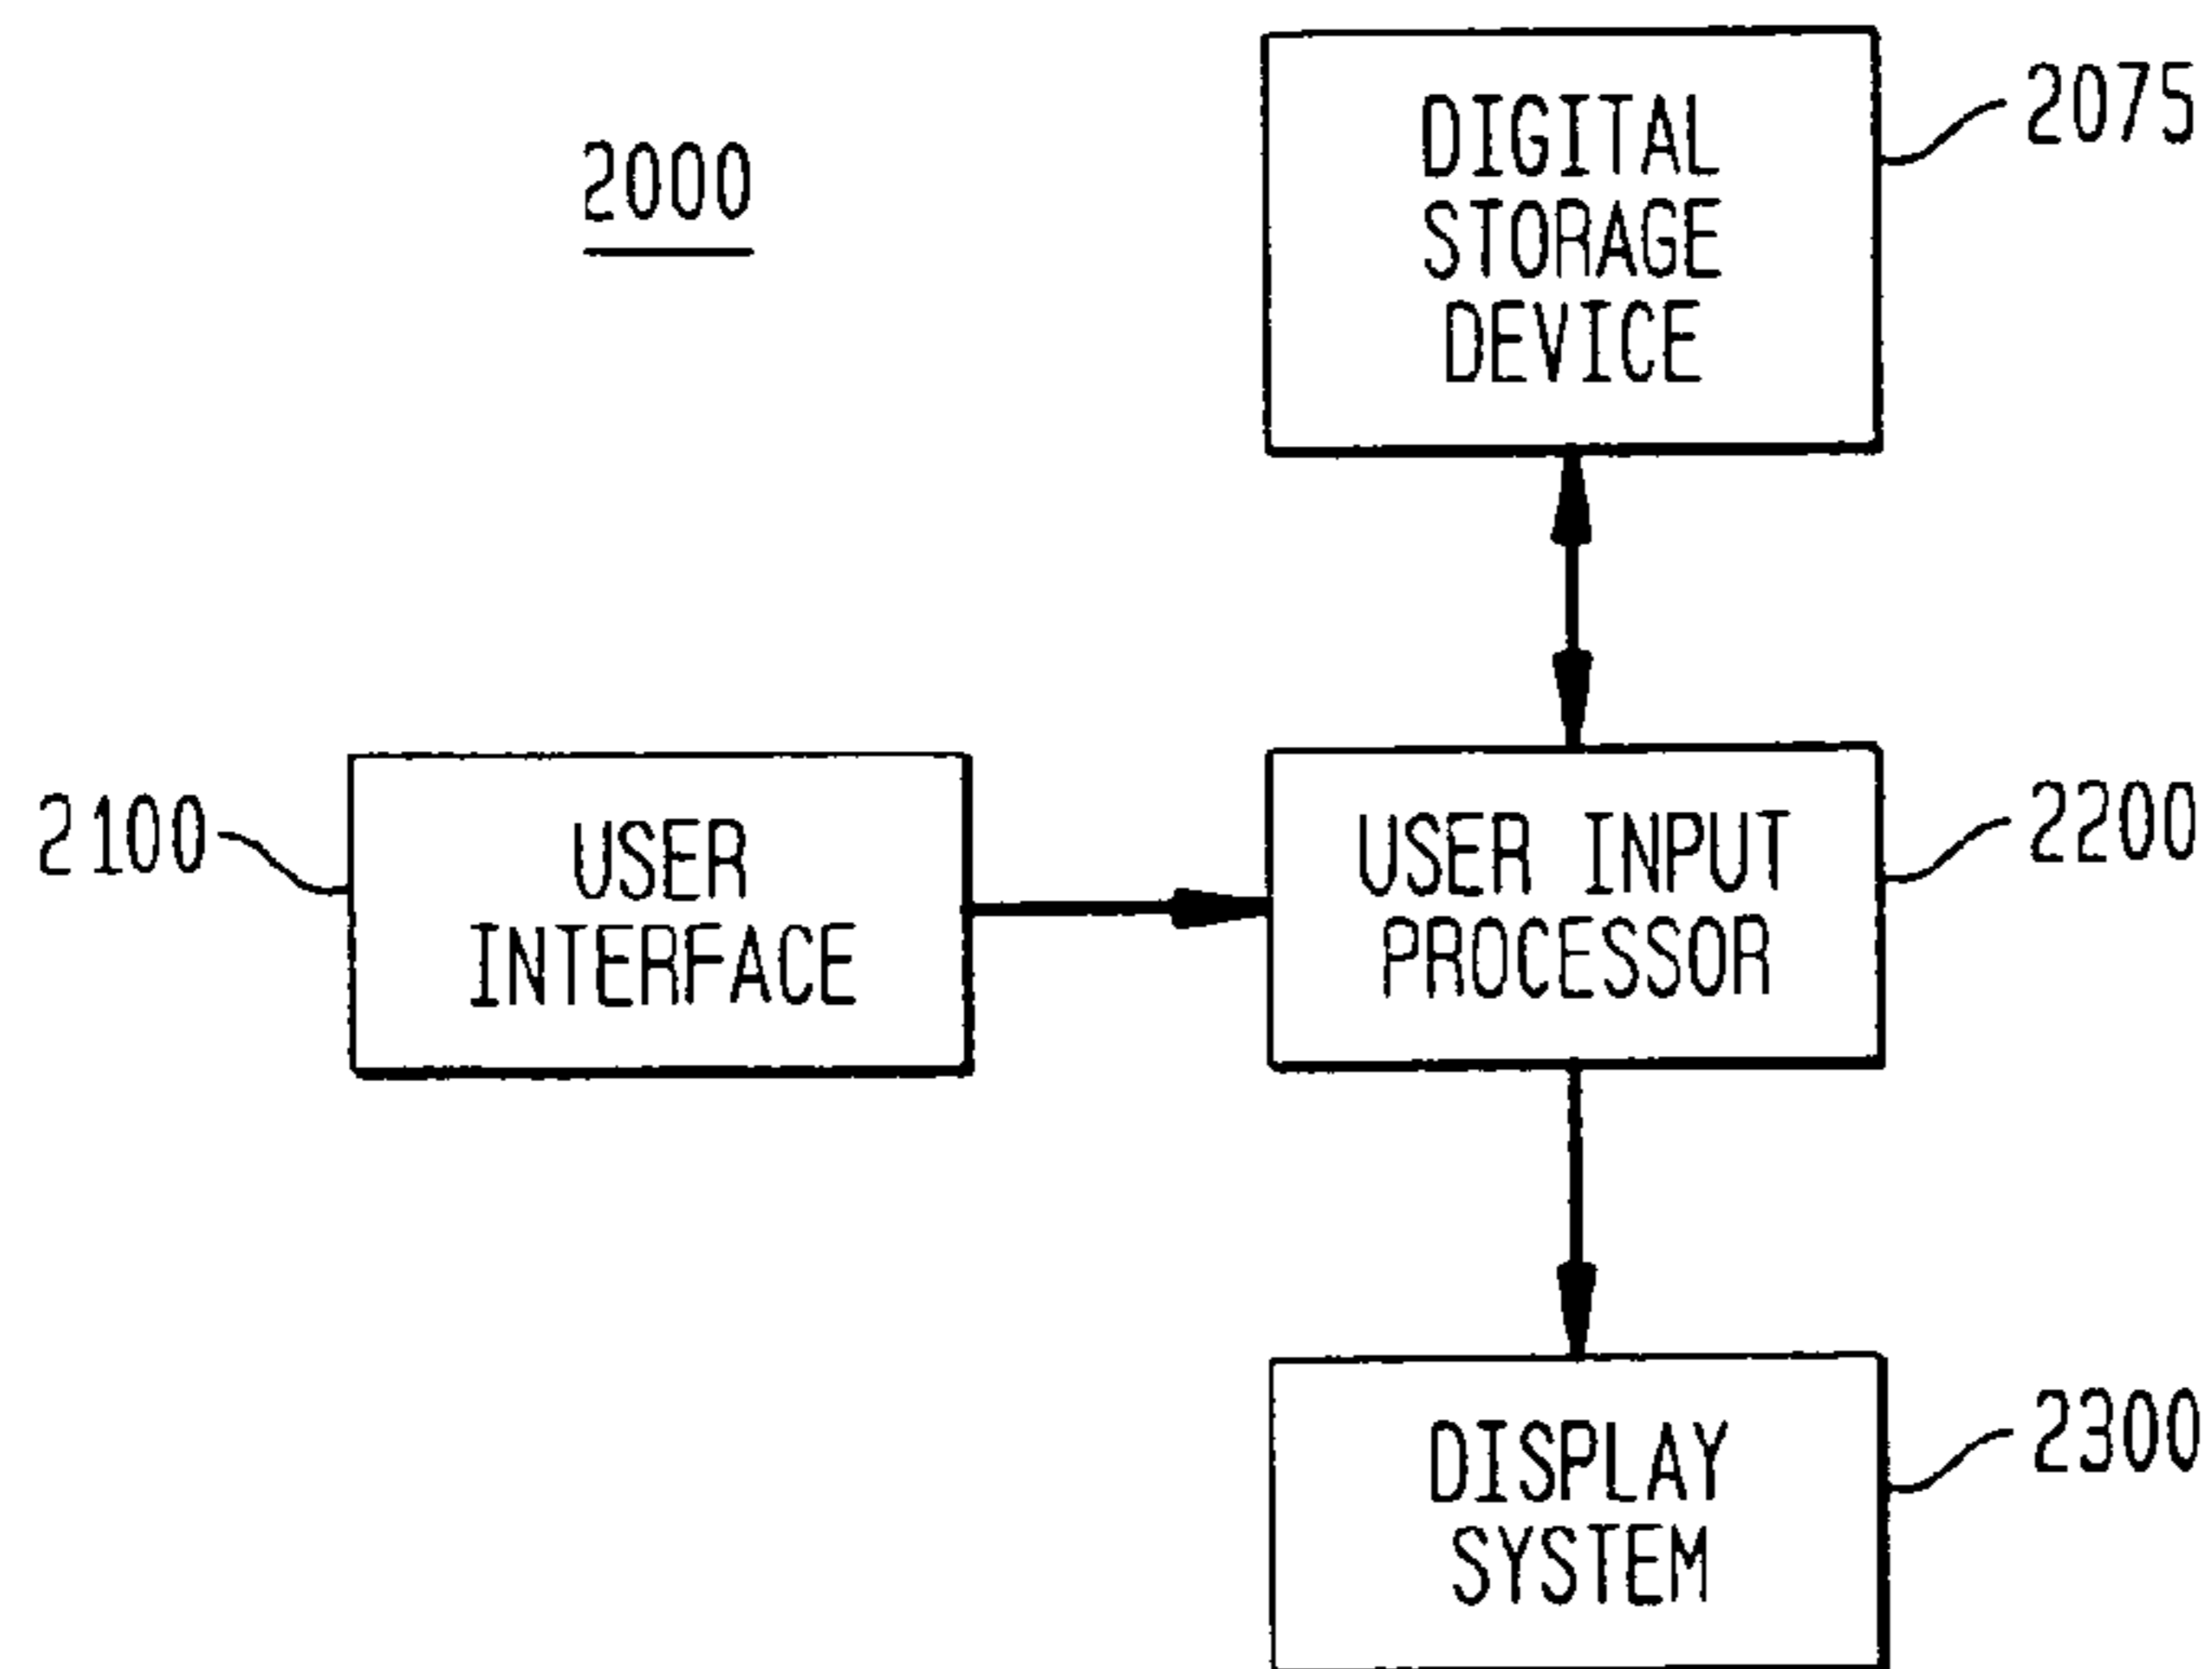 2000
DIGITAL
STORAGE
DEVICE
2075
2100
USER
INTERFACE
USER INPUT
PROCESSOR
2200
DISPLAY
SYSTEM
2300